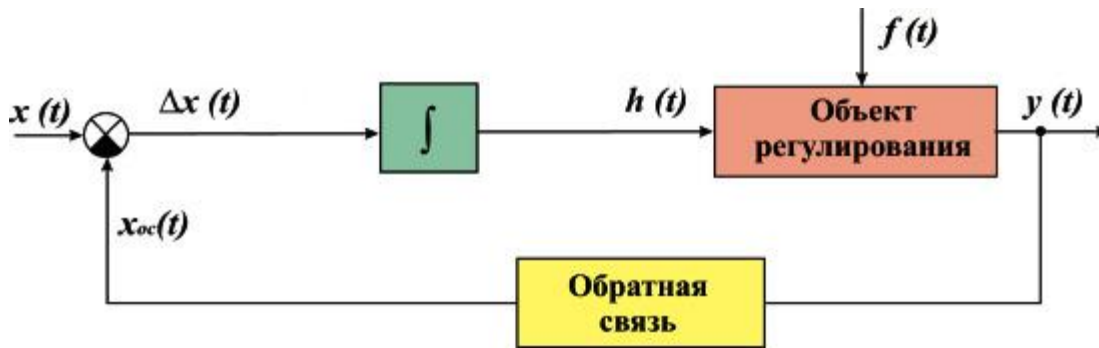 f (t)
x (t)
Δx (t)
∫
h (t)
Объект
регулирования
y (t)
xос(t)
Обратная
связь